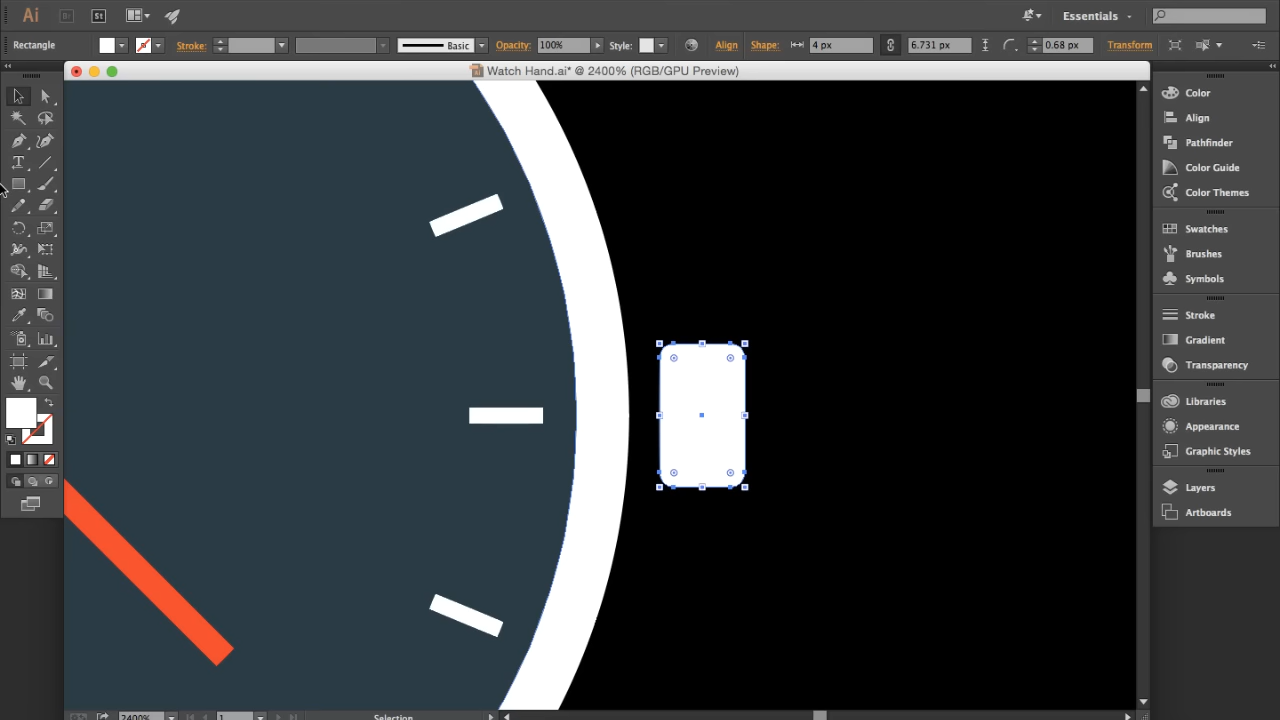 Ai Br St Essentials
Rectangle Stroke: Basic Opacity: 100% Style: Align Shape: 4 px 6.731 px 0.68 px Transform
Watch Hand.ai* @ 2400% (RGB/GPU Preview)
Color
Align
Pathfinder
Color Guide
Color Themes
Swatches
Brushes
Symbols
Stroke
Gradient
Transparency
Libraries
Appearance
Graphic Styles
Layers
Artboards
2400% 1 Selection